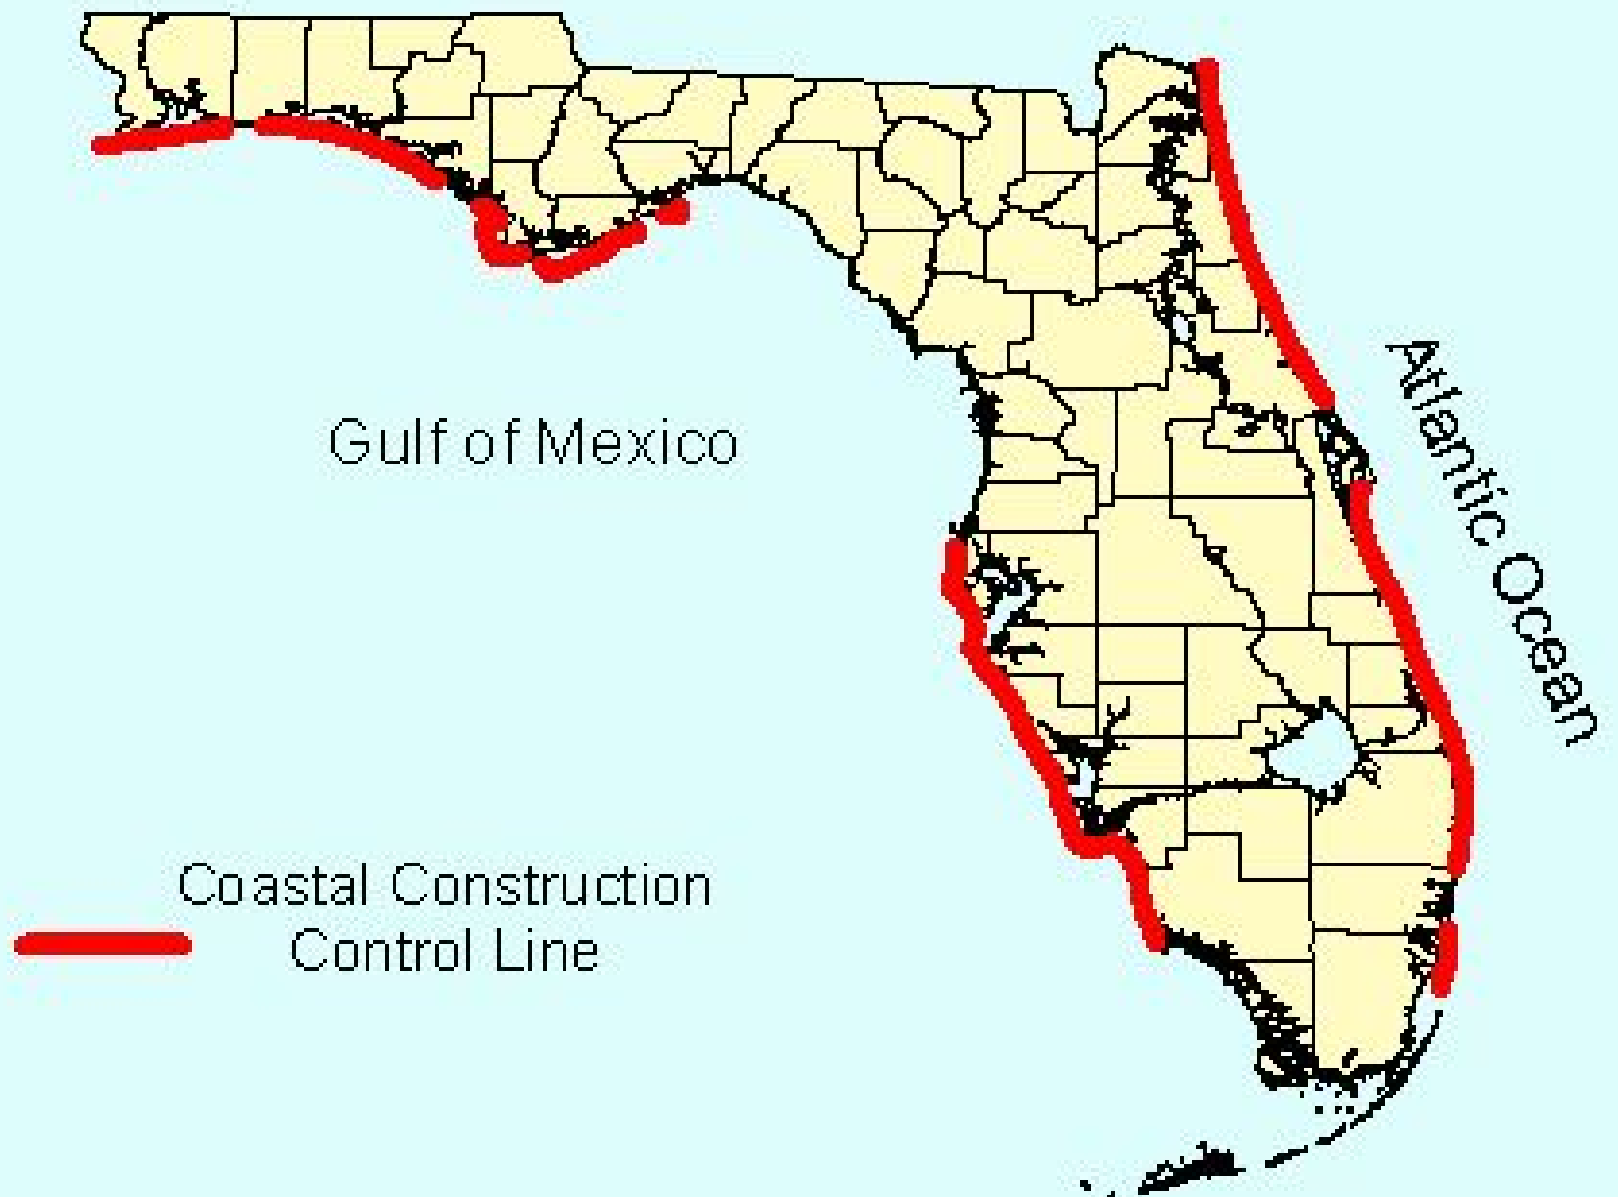 Gulf of Mexico
Atlantic Ocean
Coastal Construction
Control Line